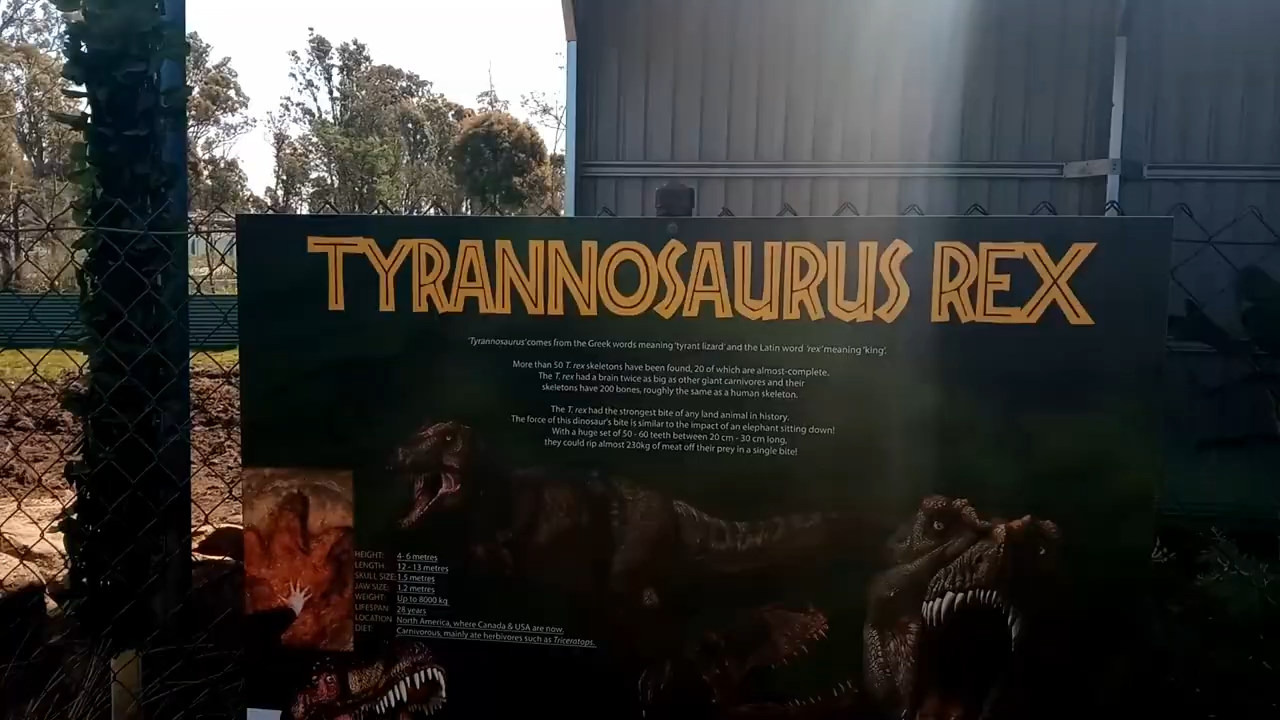 TYRANNOSAURUS REX
'Tyrannosaurus' comes from the Greek words meaning 'tyrant lizard' and the Latin word 'rex' meaning 'king'.
More than 50 T. rex skeletons have been found, 20 of which are almost-complete.
The T. rex had a brain twice as big as other giant carnivores and their
skeletons have 200 bones, roughly the same as a human skeleton.
The T. rex had the strongest bite of any land animal in history.
The force of this dinosaur's bite is similar to the impact of an elephant sitting down!
With a huge set of 50 - 60 teeth between 20 cm - 30 cm long,
they could rip almost 230kg of meat off their prey in a single bite!
HEIGHT: 4- 6 metres
LENGTH: 12 - 13 metres
SKULL SIZE: 1.5 metres
JAW SIZE: 1.2 metres
WEIGHT: Up to 8000 kg
LIFESPAN: 28 years
LOCATION North America, where Canada & USA are now.
DIET: Carnivorous, mainly ate herbivores such as Triceratops.